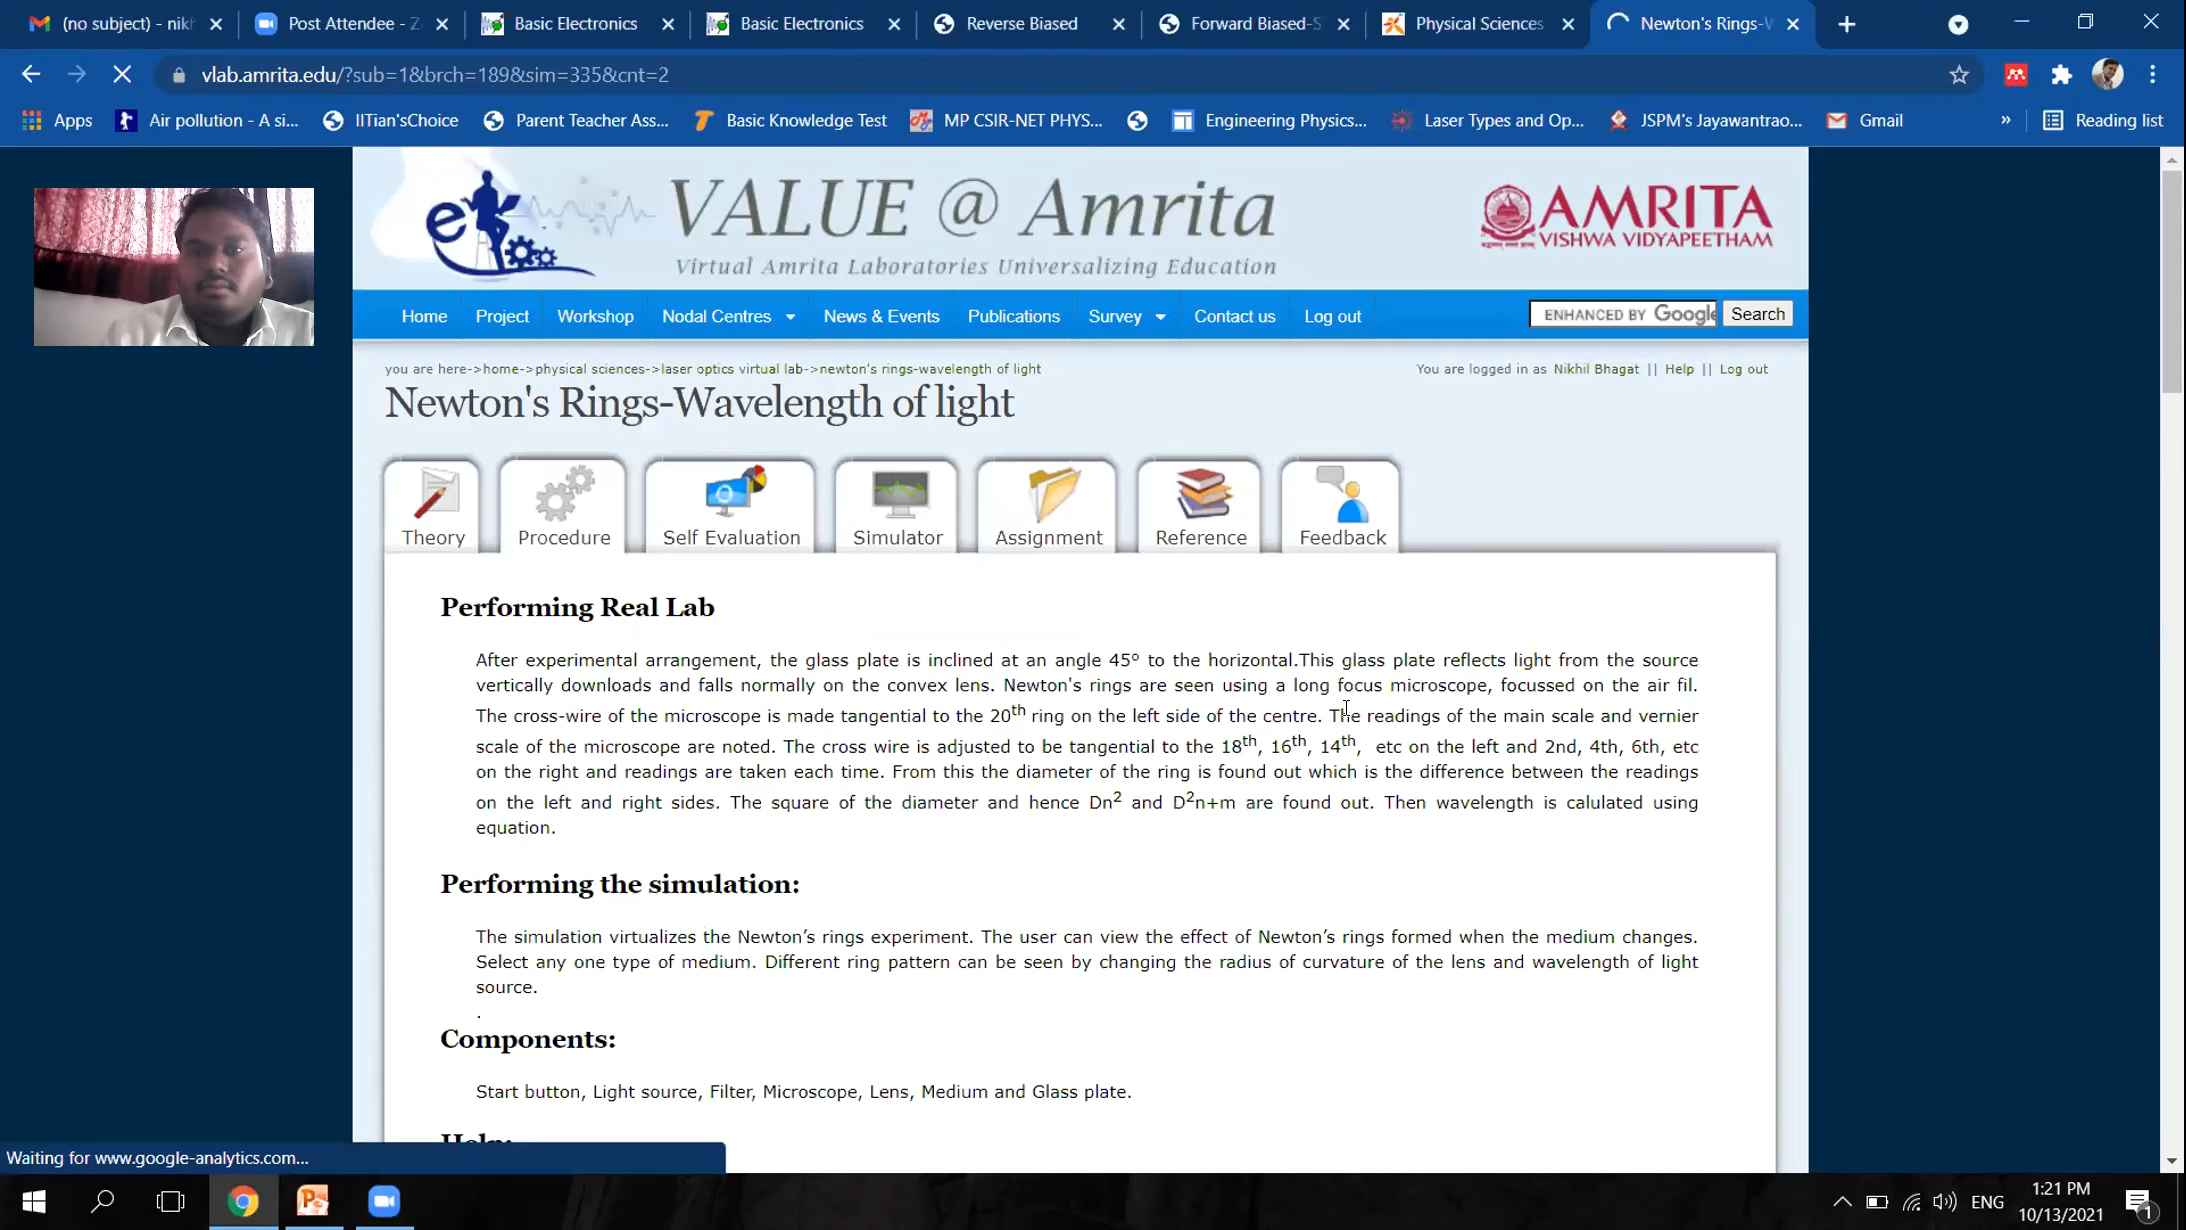 (no subject) - nikh
Post Attendee - Z
Basic Electronics
Basic Electronics
Reverse Biased
Forward Biased-S
Physical Sciences
Newton's Rings-W
vlab.amrita.edu/?sub=1&brch=189&sim=335&cnt=2
Apps
Air pollution - A si...
IITian'sChoice
Parent Teacher Ass...
Basic Knowledge Test
MP CSIR-NET PHYS...
Engineering Physics...
Laser Types and Op...
JSPM's Jayawantrao...
Gmail
»
Reading list
VALUE @ Amrita
Virtual Amrita Laboratories Universalizing Education
AMRITA
VISHWA VIDYAPEETHAM
Home
Project
Workshop
Nodal Centres
News & Events
Publications
Survey
Contact us
Log out
ENHANCED BY Google
Search
you are here->home->physical sciences->laser optics virtual lab->newton's rings-wavelength of light
You are logged in as Nikhil Bhagat || Help || Log out
Newton's Rings-Wavelength of light
Theory
Procedure
Self Evaluation
Simulator
Assignment
Reference
Feedback
Performing Real Lab
After experimental arrangement, the glass plate is inclined at an angle 45° to the horizontal.This glass plate reflects light from the source
vertically downloads and falls normally on the convex lens. Newton's rings are seen using a long focus microscope, focussed on the air fil.
The cross-wire of the microscope is made tangential to the 20th ring on the left side of the centre. The readings of the main scale and vernier
scale of the microscope are noted. The cross wire is adjusted to be tangential to the 18th, 16th, 14th, etc on the left and 2nd, 4th, 6th, etc
on the right and readings are taken each time. From this the diameter of the ring is found out which is the difference between the readings
on the left and right sides. The square of the diameter and hence Dn2 and D2n+m are found out. Then wavelength is calulated using
equation.
Performing the simulation:
The simulation virtualizes the Newton's rings experiment. The user can view the effect of Newton's rings formed when the medium changes.
Select any one type of medium. Different ring pattern can be seen by changing the radius of curvature of the lens and wavelength of light
source.
.
Components:
Start button, Light source, Filter, Microscope, Lens, Medium and Glass plate.
Help:
Waiting for www.google-analytics.com...
ENG
1:21 PM
10/13/2021
1